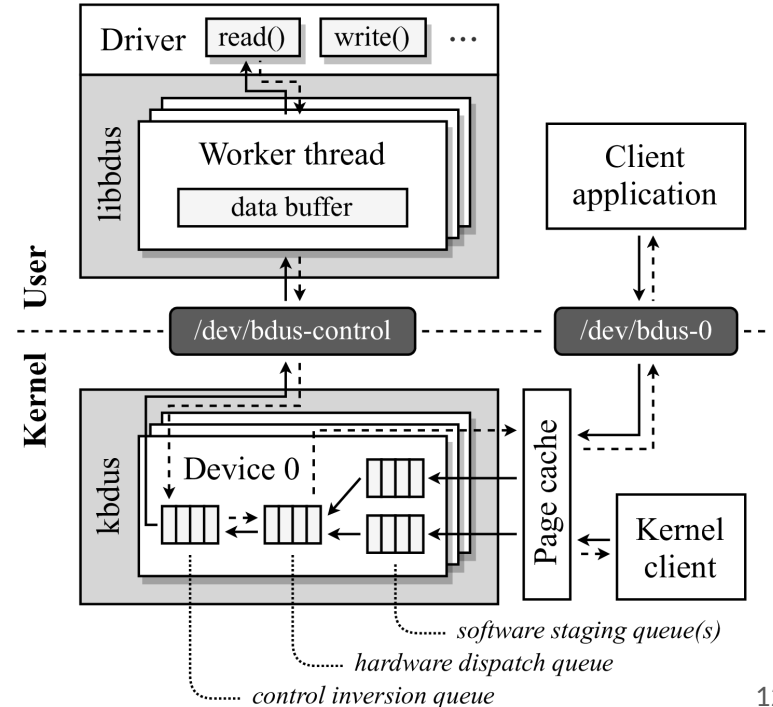 Driver read() write() ...
libbdus
Worker thread
data buffer
Client
application
User
/dev/bdus-control
/dev/bdus-0
Kernel
kbdus
Device 0
Page cache
Kernel
client
software staging queue(s)
hardware dispatch queue
control inversion queue